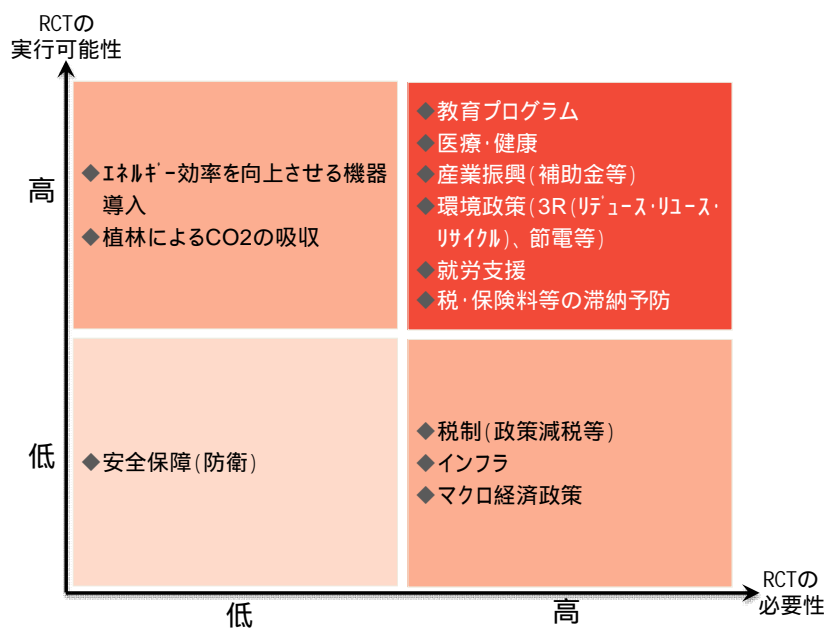 RCTの
実行可能性
高
◆エネルギー効率を向上させる機器
導入
◆植林によるCO2の吸収
◆教育プログラム
◆医療・健康
◆産業振興(補助金等)
◆環境政策(3R(リデュース・リユース・
リサイクル)、節電等)
◆就労支援
◆税・保険料等の滞納予防
低
◆安全保障(防衛)
◆税制(政策減税等)
◆インフラ
◆マクロ経済政策
低
高
RCTの
必要性